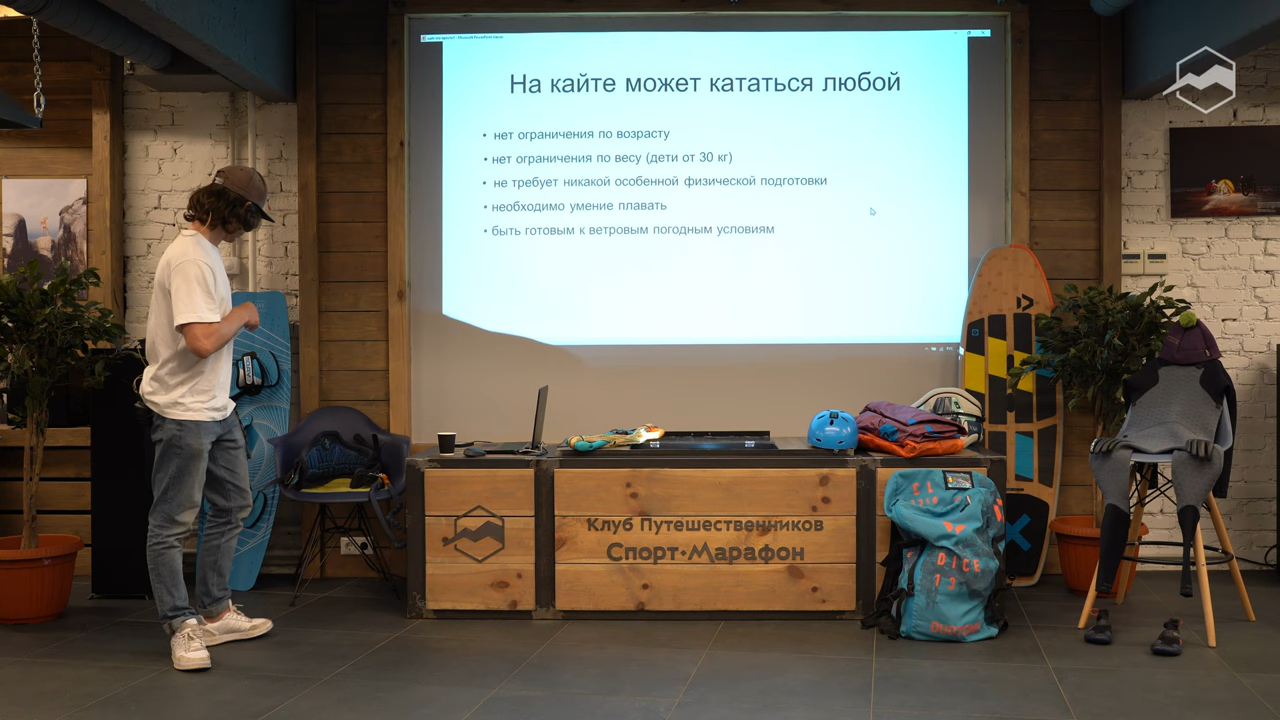 На кайте может кататься любой
• нет ограничения по возрасту
• нет ограничения по весу (дети от 30 кг)
• не требует никакой особенной физической подготовки
• необходимо умение плавать
• быть готовым к ветровым погодным условиям
Клуб Путешественников
Спорт•Марафон
DICE
13